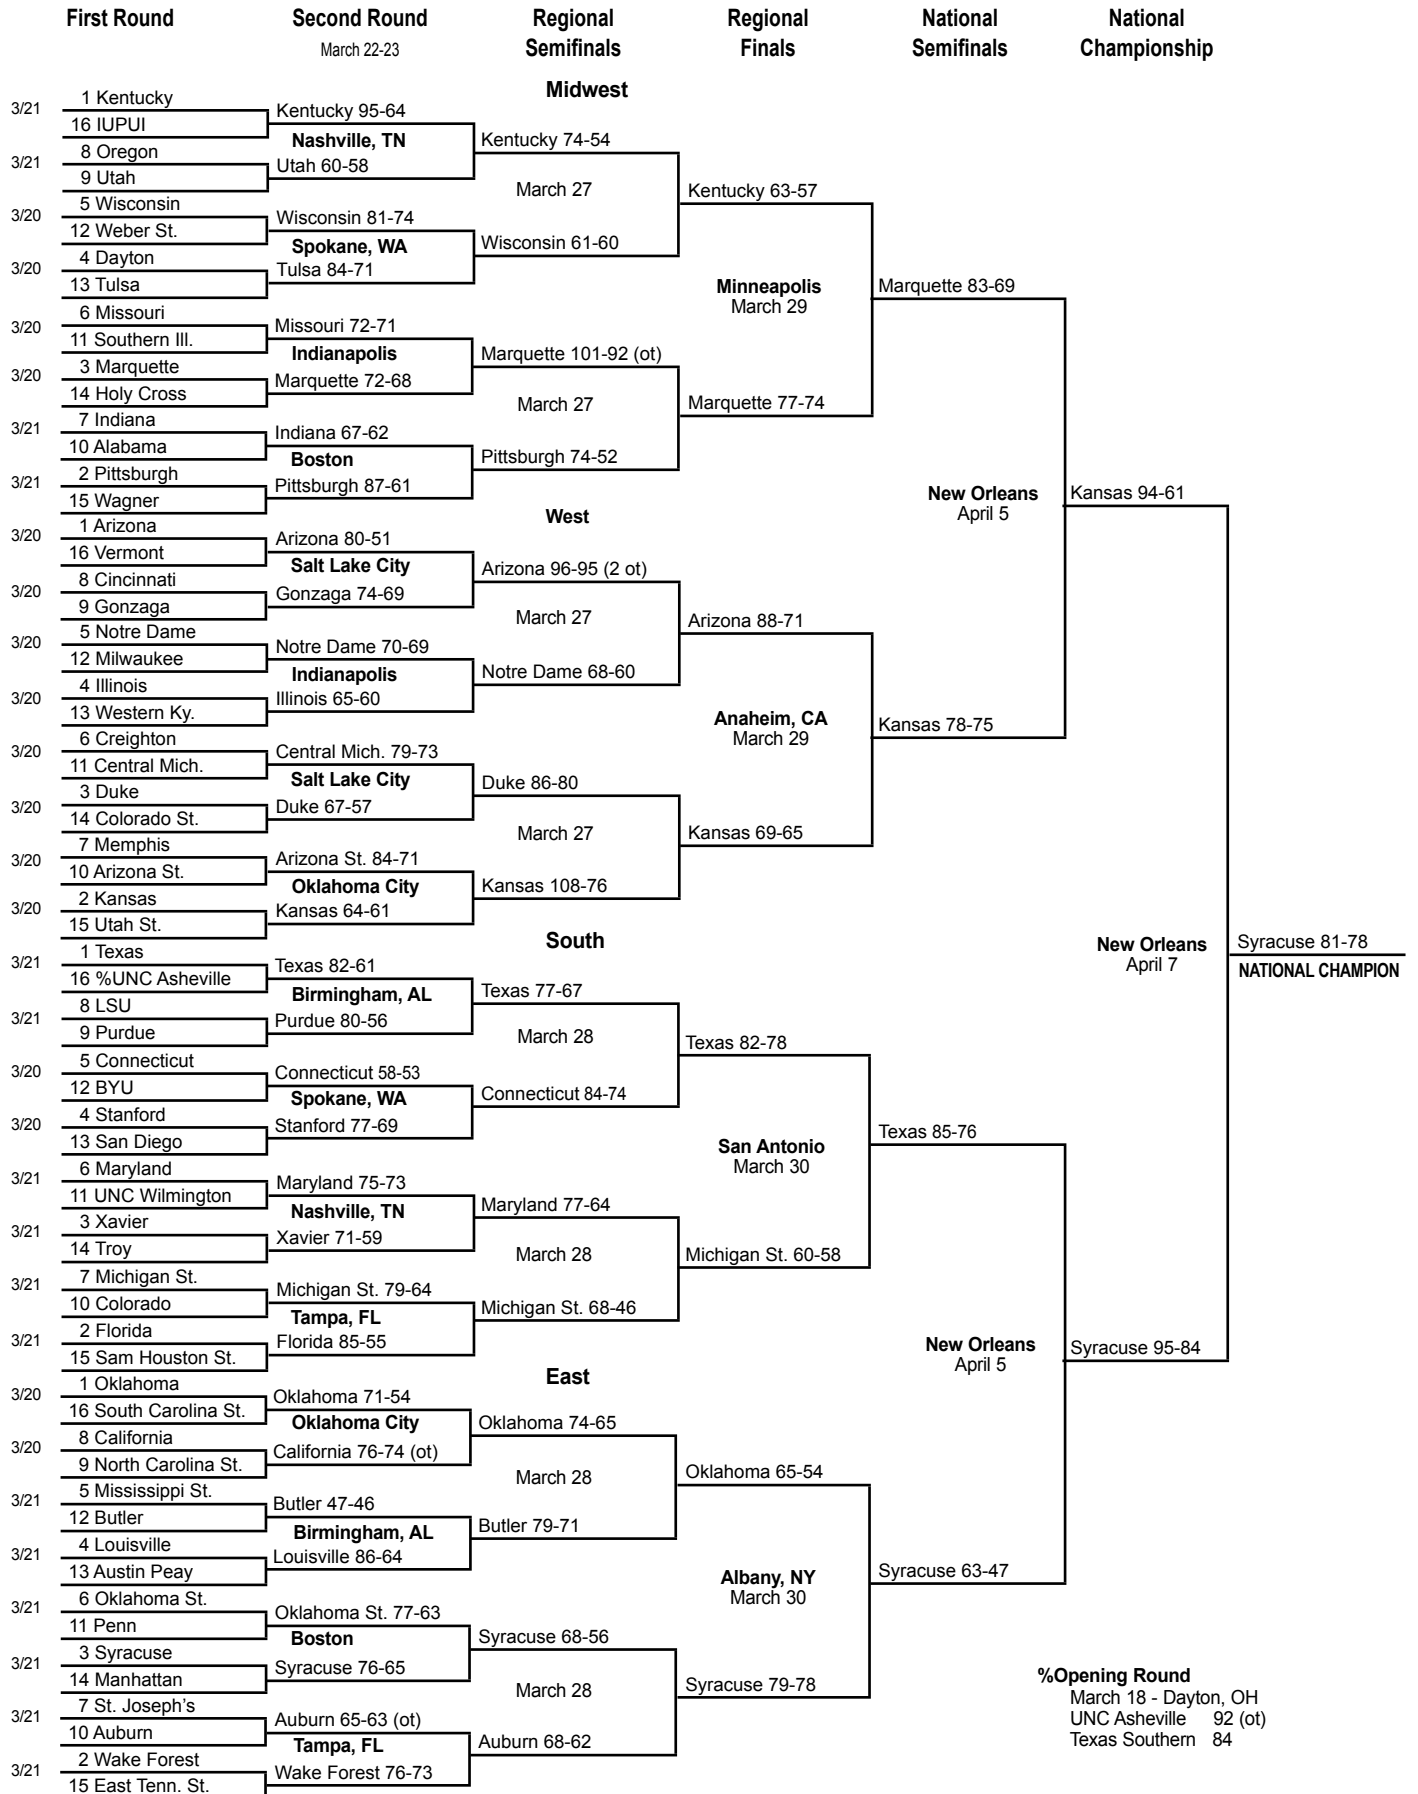 First Round
Second Round
March 22-23
Regional
Semifinals
Regional
Finals
National
Semifinals
National
Championship
Midwest
3/21
1 Kentucky
16 IUPUI
3/21
8 Oregon
9 Utah
3/20
5 Wisconsin
12 Weber St.
3/20
4 Dayton
13 Tulsa
3/20
6 Missouri
11 Southern Ill.
3/20
3 Marquette
14 Holy Cross
3/21
7 Indiana
10 Alabama
3/21
2 Pittsburgh
15 Wagner
Kentucky 95-64
Nashville, TN
Utah 60-58
Wisconsin 81-74
Spokane, WA
Tulsa 84-71
Missouri 72-71
Indianapolis
Marquette 72-68
Indiana 67-62
Boston
Pittsburgh 87-61
Kentucky 74-54
March 27
Wisconsin 61-60
Marquette 101-92 (ot)
March 27
Pittsburgh 74-52
Kentucky 63-57
Minneapolis
March 29
Marquette 77-74
Marquette 83-69
West
3/20
1 Arizona
16 Vermont
3/20
8 Cincinnati
9 Gonzaga
3/20
5 Notre Dame
12 Milwaukee
3/20
4 Illinois
13 Western Ky.
3/20
6 Creighton
11 Central Mich.
3/20
3 Duke
14 Colorado St.
3/20
7 Memphis
10 Arizona St.
3/20
2 Kansas
15 Utah St.
Arizona 80-51
Salt Lake City
Gonzaga 74-69
Notre Dame 70-69
Indianapolis
Illinois 65-60
Central Mich. 79-73
Salt Lake City
Duke 67-57
Arizona St. 84-71
Oklahoma City
Kansas 64-61
Arizona 96-95 (2 ot)
March 27
Notre Dame 68-60
Duke 86-80
March 27
Kansas 108-76
Arizona 88-71
Anaheim, CA
March 29
Kansas 69-65
Kansas 78-75
New Orleans
April 5
Kansas 94-61
South
3/21
1 Texas
16 %UNC Asheville
3/21
8 LSU
9 Purdue
3/20
5 Connecticut
12 BYU
3/20
4 Stanford
13 San Diego
3/21
6 Maryland
11 UNC Wilmington
3/21
3 Xavier
14 Troy
3/21
7 Michigan St.
10 Colorado
3/21
2 Florida
15 Sam Houston St.
Texas 82-61
Birmingham, AL
Purdue 80-56
Connecticut 58-53
Spokane, WA
Stanford 77-69
Maryland 75-73
Nashville, TN
Xavier 71-59
Michigan St. 79-64
Tampa, FL
Florida 85-55
Texas 77-67
March 28
Connecticut 84-74
Maryland 77-64
March 28
Michigan St. 68-46
Texas 82-78
San Antonio
March 30
Michigan St. 60-58
Texas 85-76
East
3/20
1 Oklahoma
16 South Carolina St.
3/20
8 California
9 North Carolina St.
3/21
5 Mississippi St.
12 Butler
3/21
4 Louisville
13 Austin Peay
3/21
6 Oklahoma St.
11 Penn
3/21
3 Syracuse
14 Manhattan
3/21
7 St. Joseph's
10 Auburn
3/21
2 Wake Forest
15 East Tenn. St.
Oklahoma 71-54
Oklahoma City
California 76-74 (ot)
Butler 47-46
Birmingham, AL
Louisville 86-64
Oklahoma St. 77-63
Boston
Syracuse 76-65
Auburn 65-63 (ot)
Tampa, FL
Wake Forest 76-73
Oklahoma 74-65
March 28
Butler 79-71
Syracuse 68-56
March 28
Auburn 68-62
Oklahoma 65-54
Albany, NY
March 30
Syracuse 79-78
Syracuse 63-47
New Orleans
April 5
Syracuse 95-84
New Orleans
April 7
Syracuse 81-78
NATIONAL CHAMPION
%Opening Round
March 18 - Dayton, OH
UNC Asheville 92 (ot)
Texas Southern 84